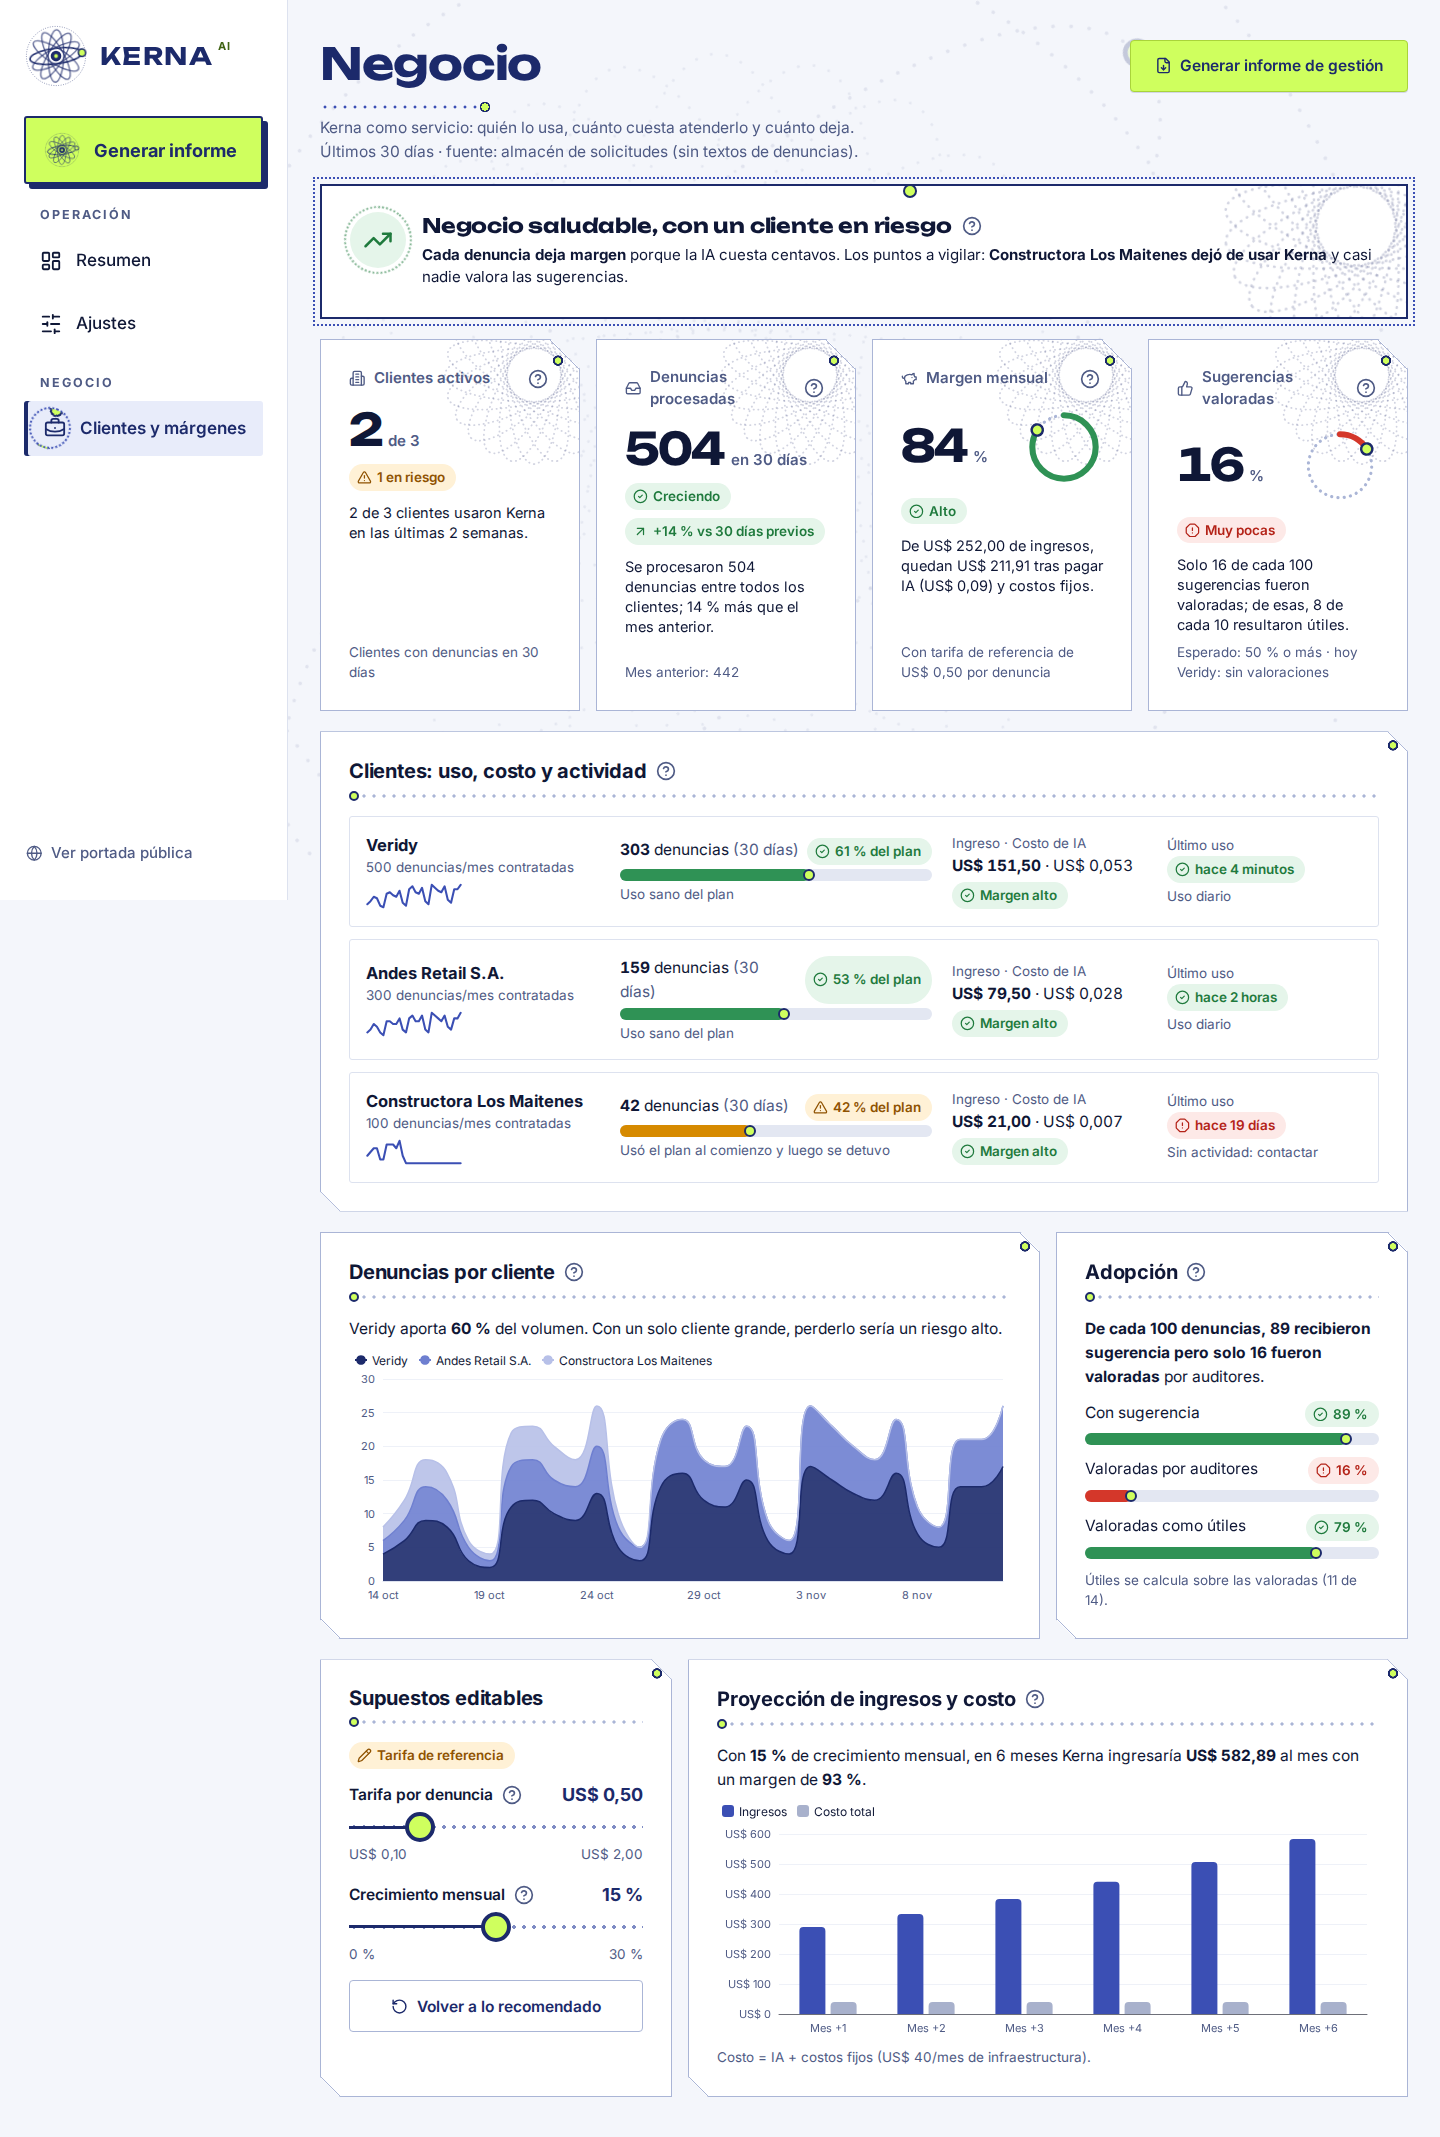 KERNA AI
Generar informe
OPERACIÓN
Resumen
Ajustes
NEGOCIO
Clientes y márgenes
Ver portada pública
Negocio
Generar informe de gestión
Kerna como servicio: quién lo usa, cuánto cuesta atenderlo y cuánto deja.
Últimos 30 días · fuente: almacén de solicitudes (sin textos de denuncias).
Negocio saludable, con un cliente en riesgo
Cada denuncia deja margen porque la IA cuesta centavos. Los puntos a vigilar: Constructora Los Maitenes dejó de usar Kerna y casi
nadie valora las sugerencias.
Clientes activos
2 de 3
1 en riesgo
2 de 3 clientes usaron Kerna
en las últimas 2 semanas.
Clientes con denuncias en 30
días
Denuncias
procesadas
504 en 30 días
Creciendo
+14 % vs 30 días previos
Se procesaron 504
denuncias entre todos los
clientes; 14 % más que el
mes anterior.
Mes anterior: 442
Margen mensual
84 %
Alto
De US$ 252,00 de ingresos,
quedan US$ 211,91 tras pagar
IA (US$ 0,09) y costos fijos.
Con tarifa de referencia de
US$ 0,50 por denuncia
Sugerencias
valoradas
16 %
Muy pocas
Solo 16 de cada 100
sugerencias fueron
valoradas; de esas, 8 de
cada 10 resultaron útiles.
Esperado: 50 % o más · hoy
Veridy: sin valoraciones
Clientes: uso, costo y actividad
Veridy
500 denuncias/mes contratadas
303 denuncias (30 días)
61 % del plan
Uso sano del plan
Ingreso · Costo de IA
US$ 151,50 · US$ 0,053
Margen alto
Último uso
hace 4 minutos
Uso diario
Andes Retail S.A.
300 denuncias/mes contratadas
159 denuncias (30
días)
53 % del plan
Uso sano del plan
Ingreso · Costo de IA
US$ 79,50 · US$ 0,028
Margen alto
Último uso
hace 2 horas
Uso diario
Constructora Los Maitenes
100 denuncias/mes contratadas
42 denuncias (30 días)
42 % del plan
Usó el plan al comienzo y luego se detuvo
Ingreso · Costo de IA
US$ 21,00 · US$ 0,007
Margen alto
Último uso
hace 19 días
Sin actividad: contactar
Denuncias por cliente
Veridy aporta 60 % del volumen. Con un solo cliente grande, perderlo sería un riesgo alto.
Veridy Andes Retail S.A. Constructora Los Maitenes
30
25
20
15
10
5
0
14 oct 19 oct 24 oct 29 oct 3 nov 8 nov
Adopción
De cada 100 denuncias, 89 recibieron
sugerencia pero solo 16 fueron
valoradas por auditores.
Con sugerencia 89 %
Valoradas por auditores 16 %
Valoradas como útiles 79 %
Útiles se calcula sobre las valoradas (11 de
14).
Supuestos editables
Tarifa de referencia
Tarifa por denuncia US$ 0,50
US$ 0,10 US$ 2,00
Crecimiento mensual 15 %
0 % 30 %
Volver a lo recomendado
Proyección de ingresos y costo
Con 15 % de crecimiento mensual, en 6 meses Kerna ingresaría US$ 582,89 al mes con
un margen de 93 %.
Ingresos Costo total
US$ 600
US$ 500
US$ 400
US$ 300
US$ 200
US$ 100
US$ 0
Mes +1 Mes +2 Mes +3 Mes +4 Mes +5 Mes +6
Costo = IA + costos fijos (US$ 40/mes de infraestructura).